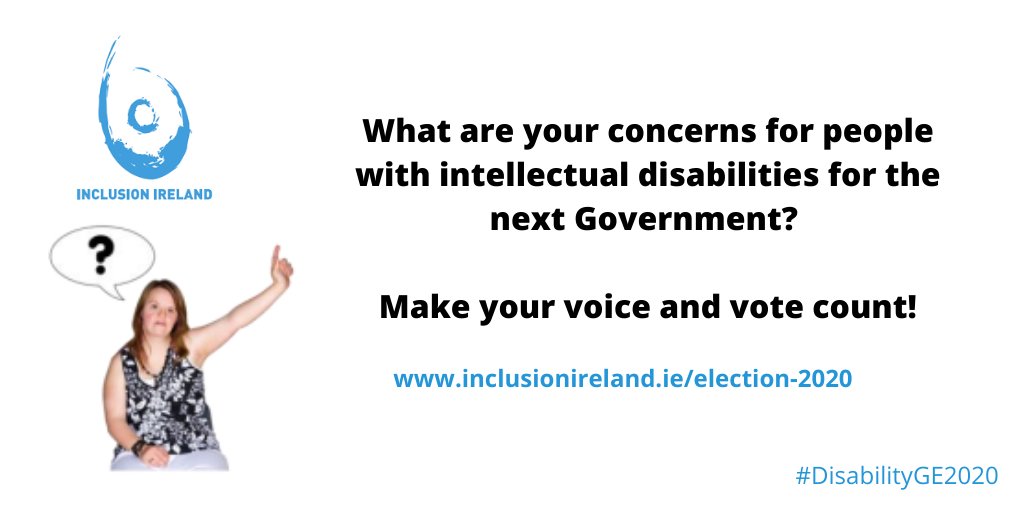 INCLUSION IRELAND
?
What are your concerns for people
with intellectual disabilities for the
next Government?
Make your voice and vote count!
www.inclusionireland.ie/election-2020
#DisabilityGE2020